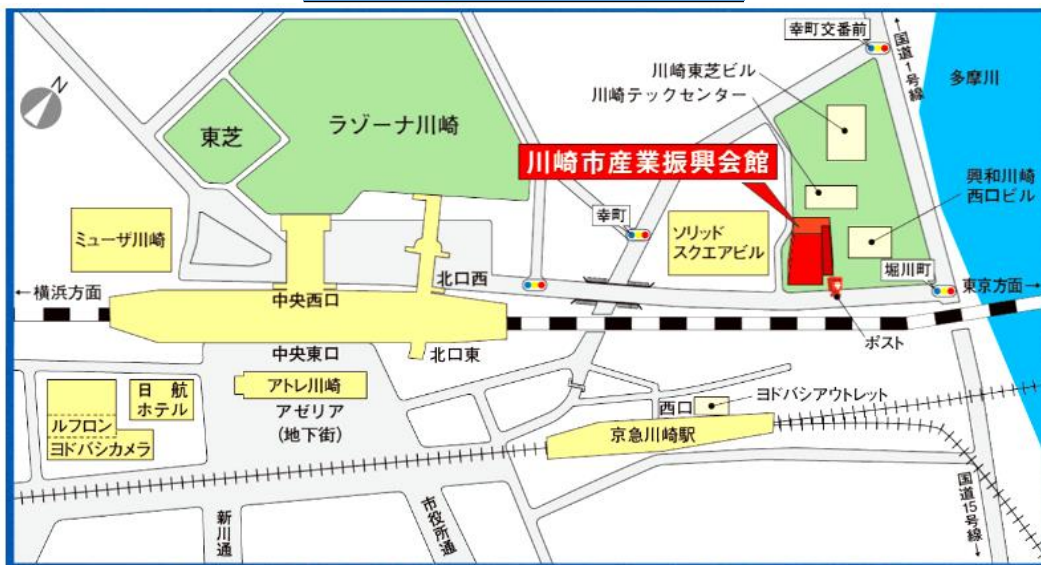 幸町交番前
←国道1号線
多摩川
川崎東芝ビル
川崎テックセンター
N
東芝
ラゾーナ川崎
川崎市産業振興会館
興和川崎
西口ビル
幸町
ミューザ川崎
ソリッド
スクエアビル
北口西
堀川町
←横浜方面
中央西口
東京方面→
中央東口
北口東
ポスト
日航
ホテル
アトレ川崎
ヨドバシアウトレット
西口
ルフロン
アゼリア
(地下街)
京急川崎駅
ヨドバシカメラ
新川通
市役所通
国道15号線→